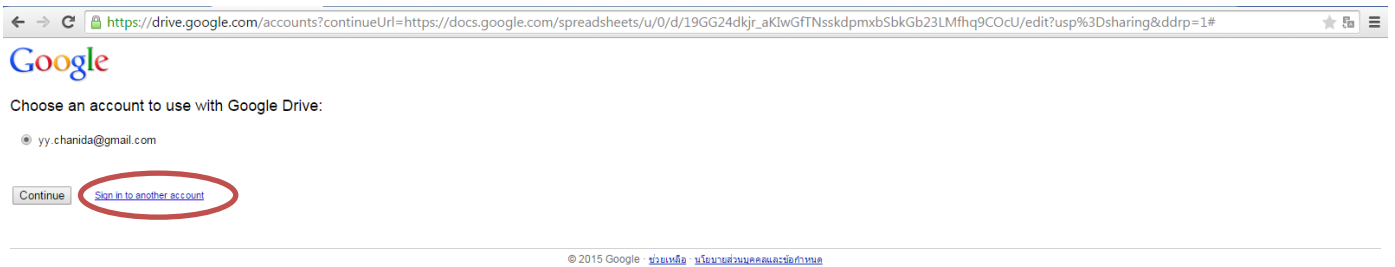 https://drive.google.com/accounts?continueUrl=https://docs.google.com/spreadsheets/u/0/d/19GG24dkjr_aKIwGfTNsskdpmxbSbkGb23LMfhq9COcU/edit?usp%3Dsharing&ddrp=1#
Google
Choose an account to use with Google Drive:
yy.chanida@gmail.com
Continue Sign in to another account
© 2015 Google · ช่วยเหลือ · นโยบายส่วนบุคคลและข้อกำหนด